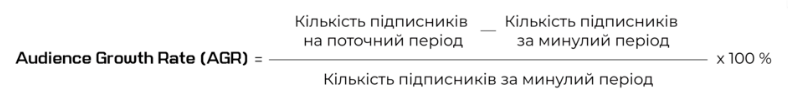 Кількість підписників — Кількість підписників
на поточний період за минулий період
Audience Growth Rate (AGR) = x 100 %
Кількість підписників за минулий період